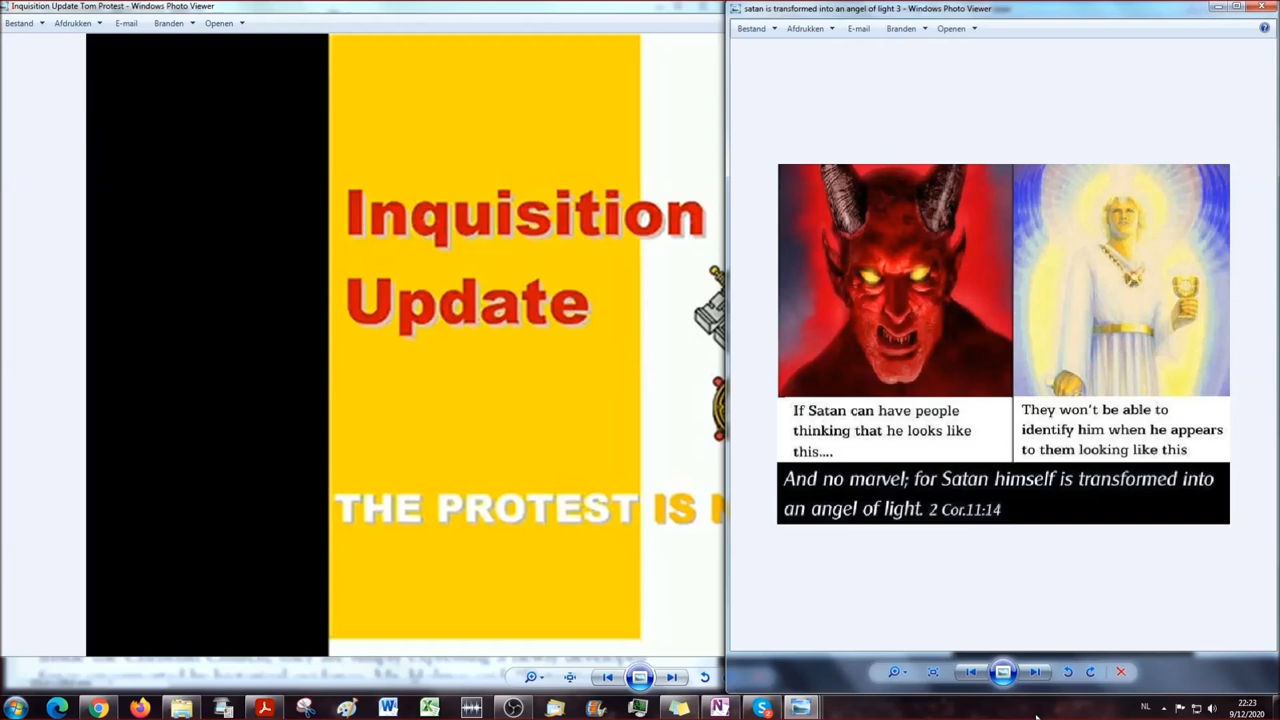 Inquisition Update Tom Protest - Windows Photo Viewer
Bestand Afdrukken E-mail Branden Openen
Inquisition
Update
THE PROTEST IS
satan is transformed into an angel of light 3 - Windows Photo Viewer
Bestand Afdrukken E-mail Branden Openen
If Satan can have people
thinking that he looks like
this....
They won't be able to
identify him when he appears
to them looking like this
And no marvel; for Satan himself is transformed into
an angel of light. 2 Cor.11:14
NL
22:23
9/12/2020